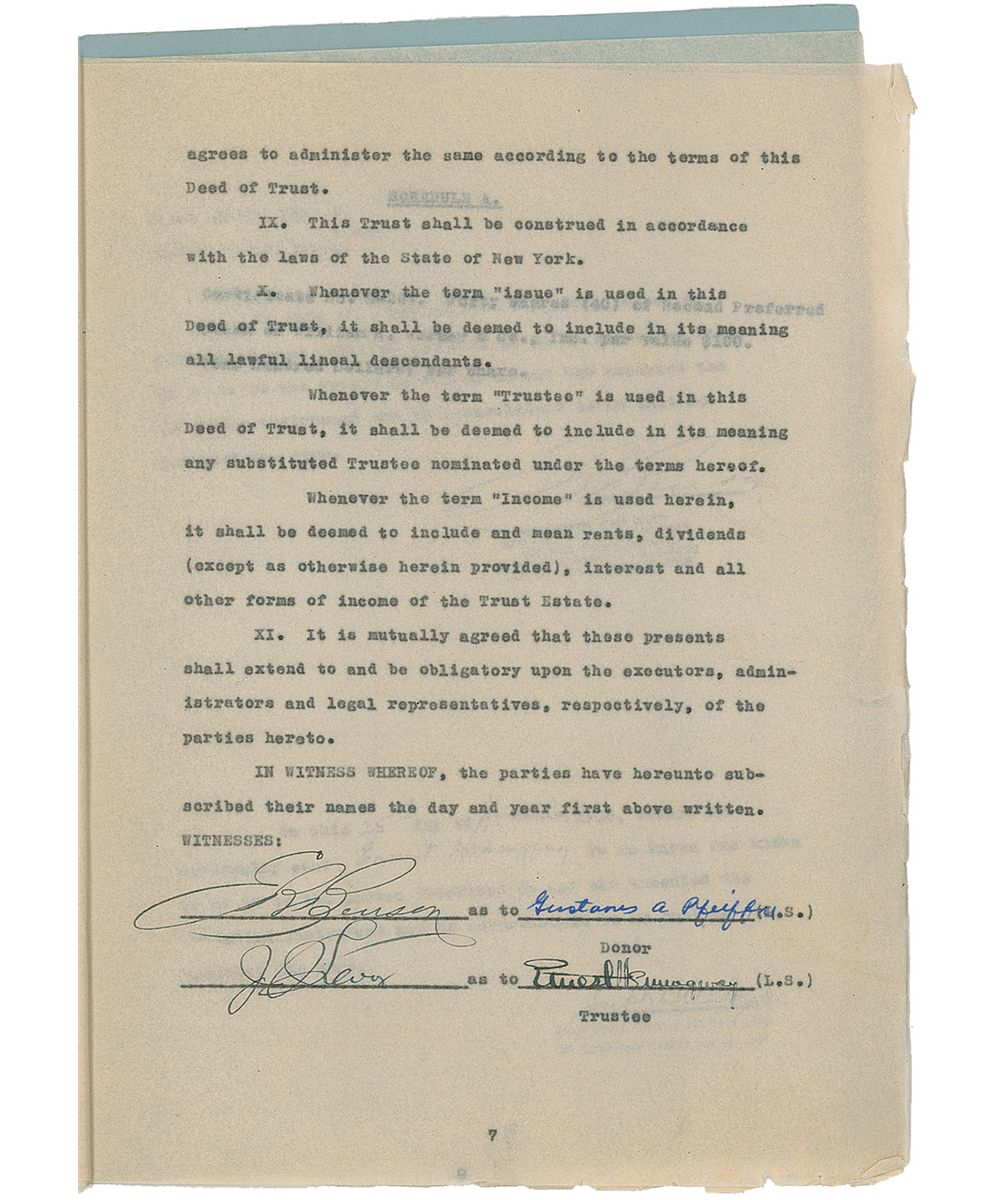 agrees to administer the same according to the terms of this
Deed of Trust.
SCHEDULE A.
IX. This Trust shall be construed in accordance
with the laws of the State of New York.
X. Whenever the term "issue" is used in this
Second Preferred
Deed of Trust, it shall be deemed to include in its meaning
Inc. par value $100.
all lawful lineal descendants.
Whenever the term "Trustee" is used in this
Deed of Trust, it shall be deemed to include in its meaning
any substituted Trustee nominated under the terms hereof.
Whenever the term "Income" is used herein,
it shall be deemed to include and mean rents, dividends
(except as otherwise herein provided), interest and all
other forms of income of the Trust Estate.
XI. It is mutually agreed that these presents
shall extend to and be obligatory upon the executors, admin-
istrators and legal representatives, respectively, of the
parties hereto.
IN WITNESS WHEREOF, the parties have hereunto sub-
scribed their names the day and year first above written.
WITNESSES:
Benson as to Gustavus A Pfeiffer (L.S.)
Donor
as to Ernest Hemingway (L.S.)
Trustee
7
8